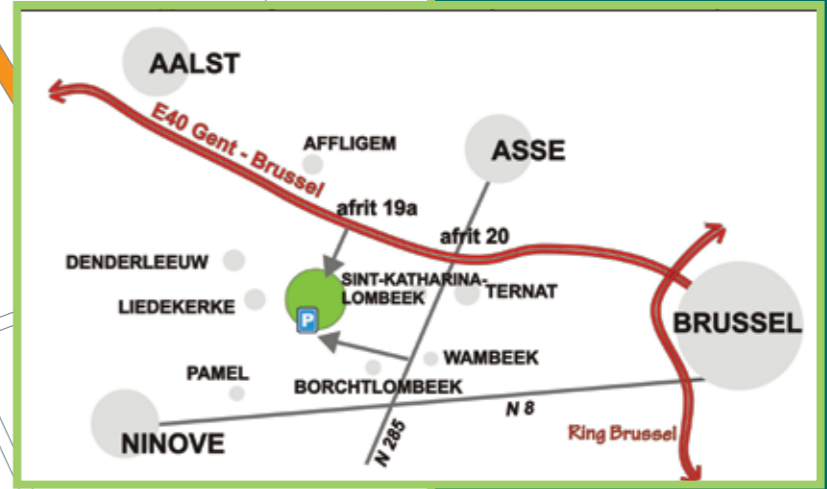 AALST
E40 Gent - Brussel
AFFLIGEM
ASSE
afrit 19a
afrit 20
DENDERLEEUW
SINT-KATHARINA-
LOMBEEK
TERNAT
LIEDEKERKE
P
BRUSSEL
WAMBEEK
PAMEL
BORCHTLOMBEEK
N 8
NINOVE
N 285
Ring Brussel